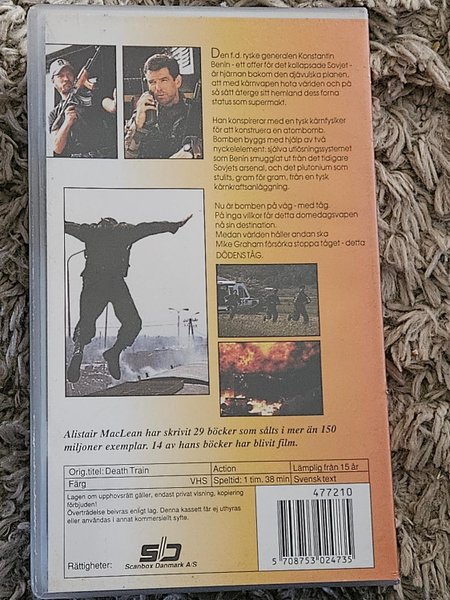 Den f.d. ryske generalen Konstantin
Benin - ett offer för det kollapsade Sovjet -
är hjärnan bakom den djävulska planen,
att med kärnvapen hota världen och på
så sätt återge sitt hemland dess forna
status som supermakt.
Han konspirerar med en tysk kärnfysiker
för att construera en atombomb.
Bomben byggs med hjälp av två
nyckelelement: själva utlösningssystemet
som Benin smugglat ut från det tidigare
Sovjets arsenal, och det plutonium som
stulits, gram för gram, från en tysk
kärnkraftsanläggning.
Nu är bomben på väg - med tåg.
På inga villkor får detta domedagsvapen
nå sin destination.
Medan världen håller andan ska
Mike Graham försörka stoppa tåget - detta
DÖDENSTÅG.
Alistair MacLean har skrivit 29 böcker som sålts i mer än 150
miljoner exemplar. 14 av hans böcker har blivit film.
Orig.titel: Death Train Action Lämplig från 15 år
Färg VHS Speltid: 1 tim. 38 min Svensk text
Lagen om upphovsrätt gäller, endast privat visning, kopiering
förbjuden!
Överträdelse beivras enligt lag. Denna kassett får ej uthyras
eller användas i annat kommersiellt syfte.
477210
Rättigheter: Scanbox Danmark A/S
5 708753 024735